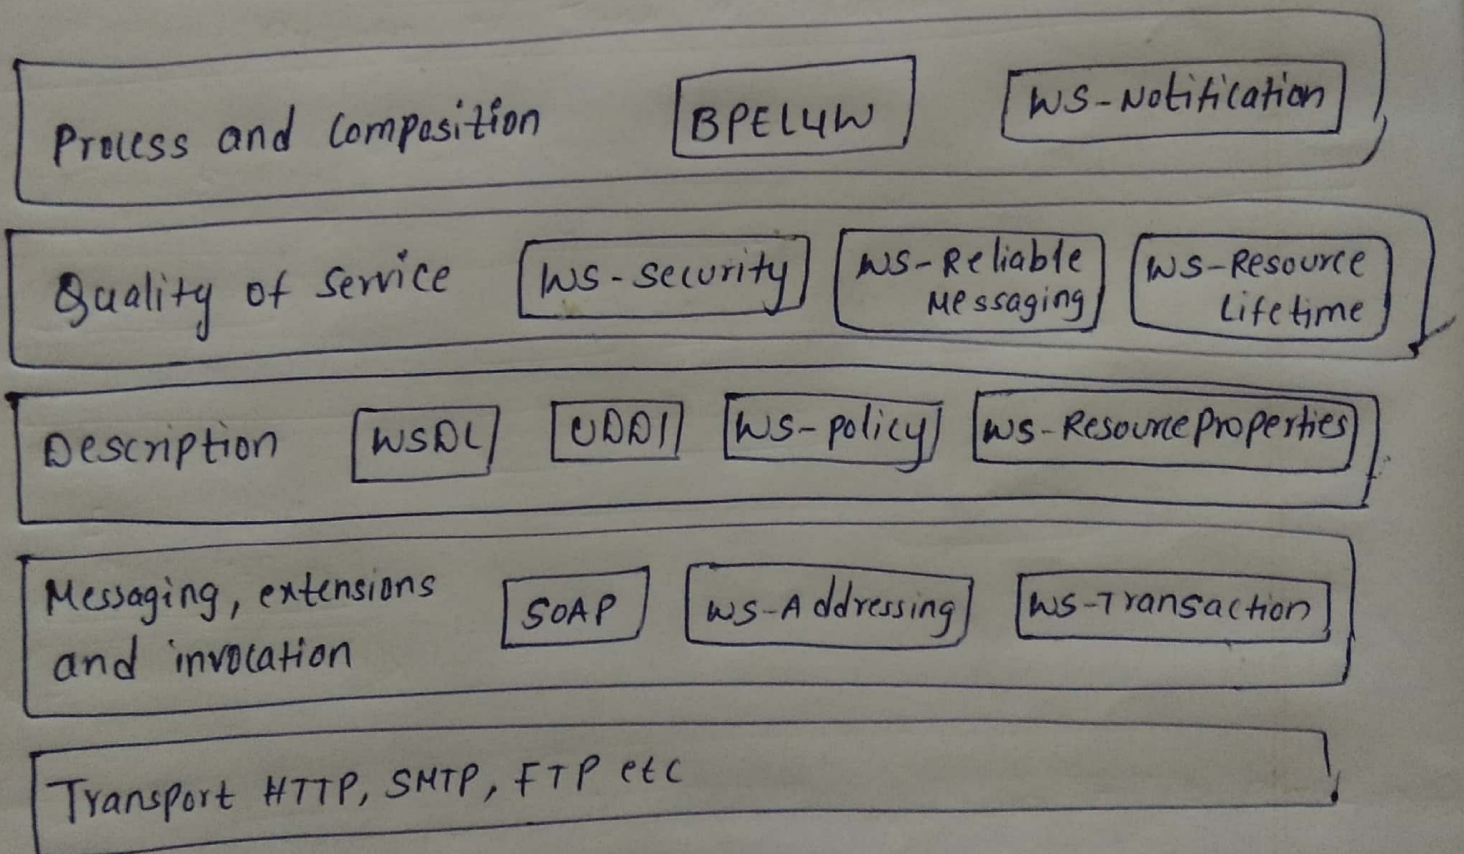 Process and Composition BPEL4W WS-Notification
Quality of Service WS-Security WS-Reliable Messaging WS-Resource Lifetime
Description WSDL UDDI WS-Policy WS-ResourceProperties
Messaging, extensions
and invocation SOAP WS-Addressing WS-Transaction
Transport HTTP, SMTP, FTP etc